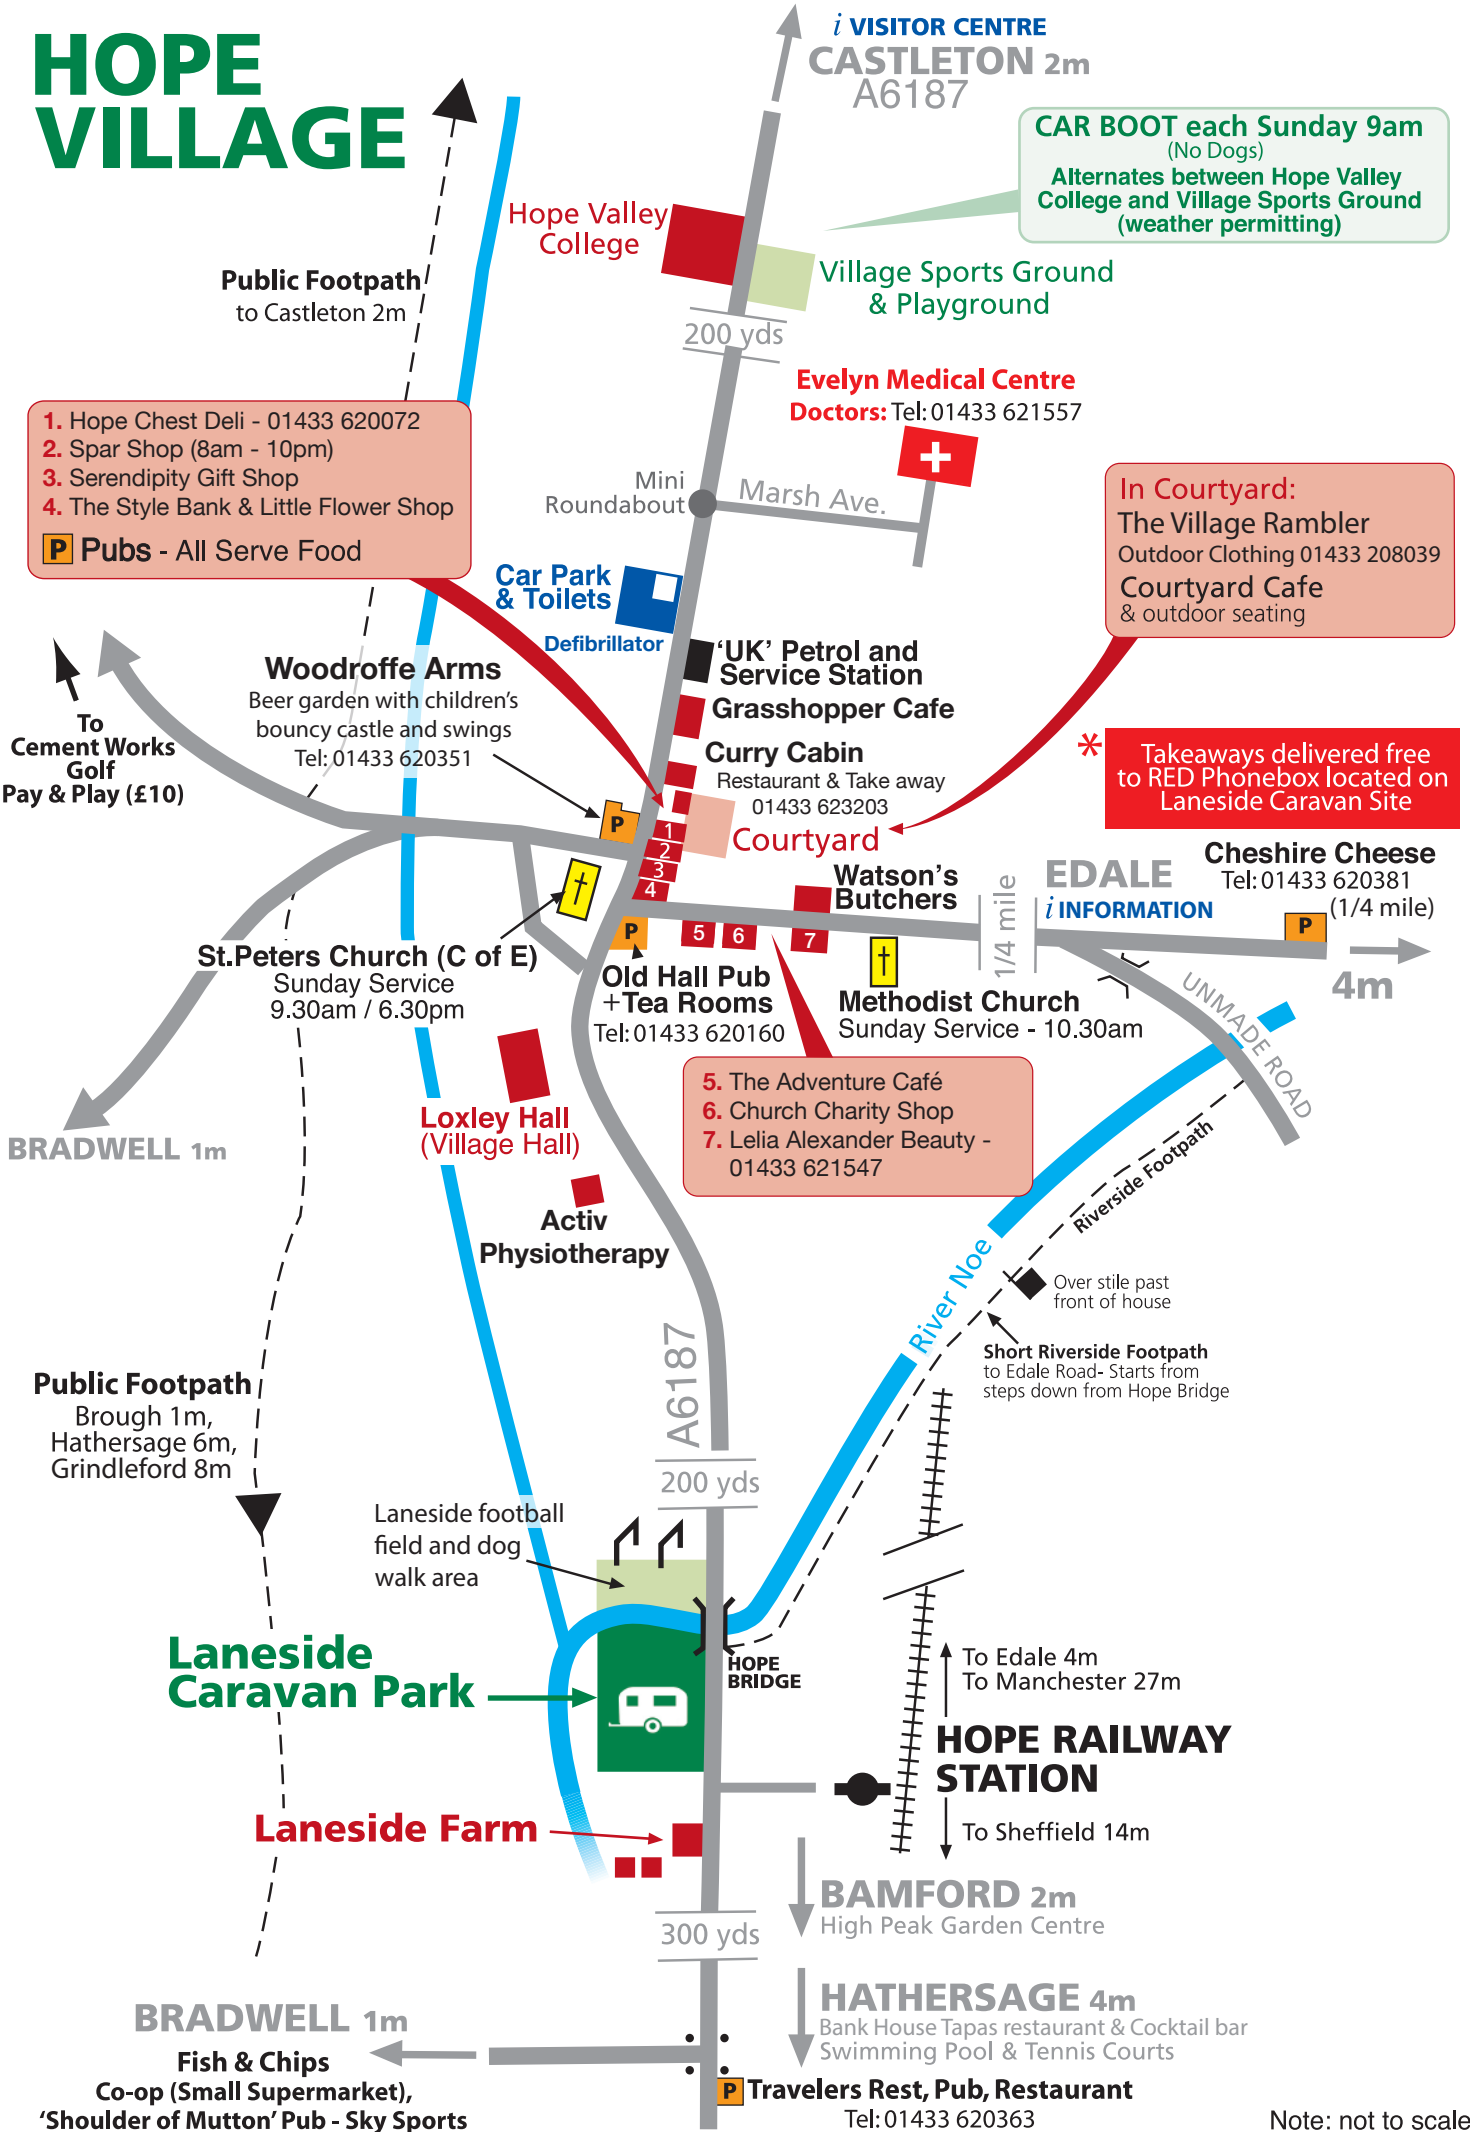 HOPE
VILLAGE
i VISITOR CENTRE
CASTLETON 2m
A6187
CAR BOOT each Sunday 9am
(No Dogs)
Alternates between Hope Valley
College and Village Sports Ground
(weather permitting)
Hope Valley
College
Public Footpath
to Castleton 2m
Village Sports Ground
& Playground
200 yds
Evelyn Medical Centre
Doctors: Tel: 01433 621557
1. Hope Chest Deli - 01433 620072
2. Spar Shop (8am - 10pm)
3. Serendipity Gift Shop
4. The Style Bank & Little Flower Shop
P Pubs - All Serve Food
Mini
Roundabout
Marsh Ave.
In Courtyard:
The Village Rambler
Outdoor Clothing 01433 208039
Courtyard Cafe
& outdoor seating
Car Park
& Toilets
Defibrillator
'UK' Petrol and
Service Station
Woodroffe Arms
Beer garden with children's
bouncy castle and swings
Tel: 01433 620351
Grasshopper Cafe
To
Cement Works
Golf
Pay & Play (£10)
Curry Cabin
Restaurant & Take away
01433 623203
* Takeaways delivered free
to RED Phonebox located on
Laneside Caravan Site
P
1
2
3
4
Courtyard
Watson's
Butchers
1/4 mile
EDALE
i INFORMATION
Cheshire Cheese
Tel: 01433 620381
(1/4 mile)
P
4m
P
5
6
7
St.Peters Church (C of E)
Sunday Service
9.30am / 6.30pm
Old Hall Pub
+Tea Rooms
Tel: 01433 620160
Methodist Church
Sunday Service - 10.30am
UNMADE ROAD
Loxley Hall
(Village Hall)
5. The Adventure Café
6. Church Charity Shop
7. Lelia Alexander Beauty -
01433 621547
BRADWELL 1m
Riverside Footpath
Activ
Physiotherapy
River Noe
Over stile past
front of house
Short Riverside Footpath
to Edale Road- Starts from
steps down from Hope Bridge
A6187
Public Footpath
Brough 1m,
Hathersage 6m,
Grindleford 8m
200 yds
Laneside football
field and dog
walk area
Laneside
Caravan Park
HOPE
BRIDGE
To Edale 4m
To Manchester 27m
HOPE RAILWAY
STATION
To Sheffield 14m
Laneside Farm
BAMFORD 2m
High Peak Garden Centre
300 yds
HATHERSAGE 4m
Bank House Tapas restaurant & Cocktail bar
Swimming Pool & Tennis Courts
BRADWELL 1m
Fish & Chips
Co-op (Small Supermarket),
'Shoulder of Mutton' Pub - Sky Sports
P Travelers Rest, Pub, Restaurant
Tel: 01433 620363
Note: not to scale